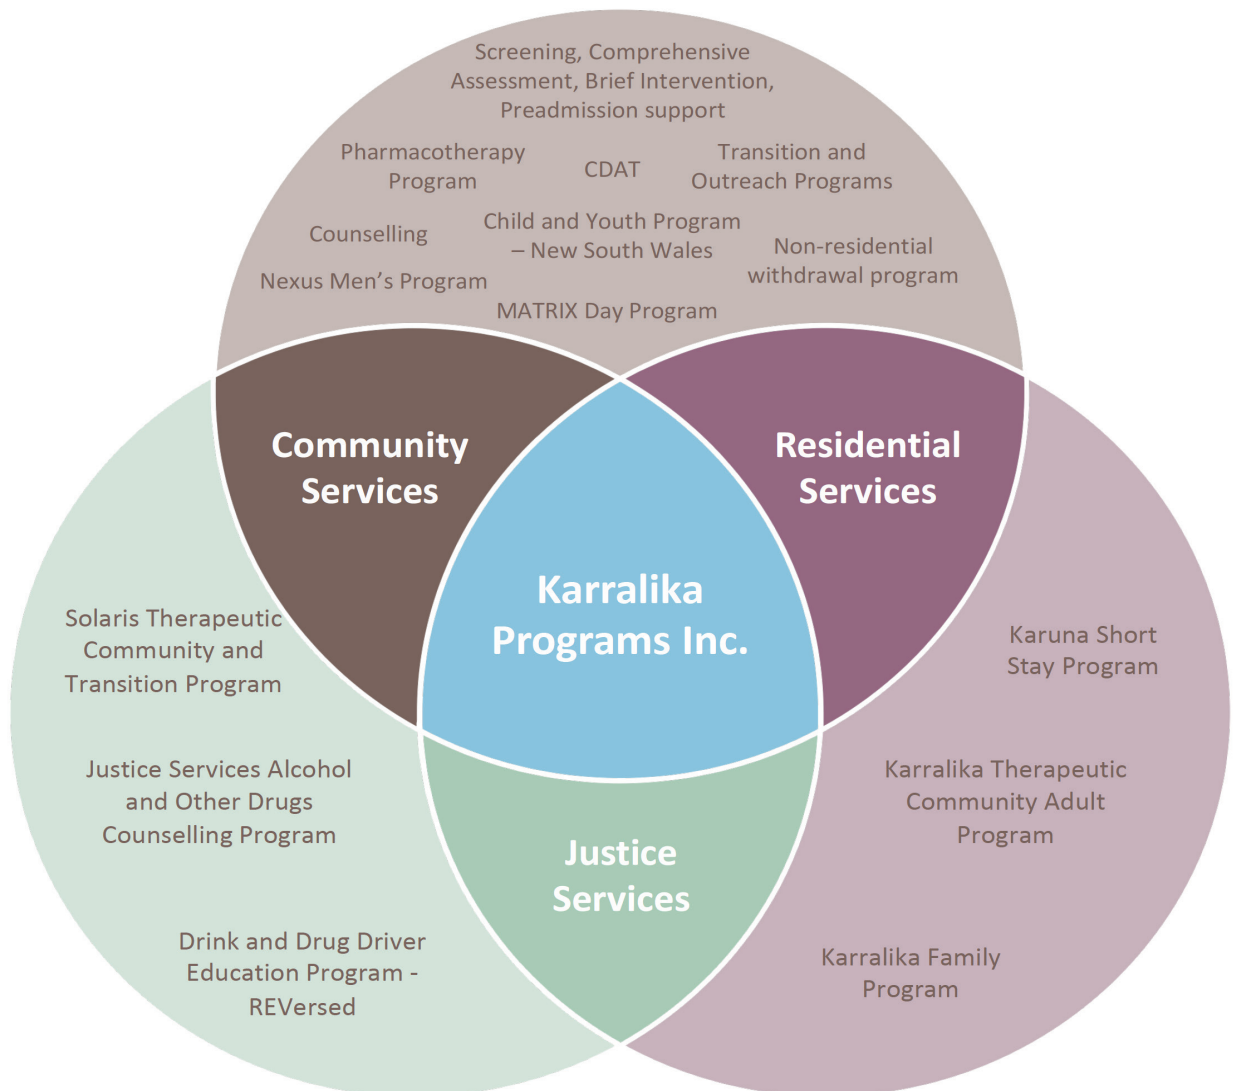 Screening, Comprehensive
Assessment, Brief Intervention,
Preadmission support
Pharmacotherapy
Program
CDAT
Transition and
Outreach Programs
Counselling
Child and Youth Program
– New South Wales
Non-residential
withdrawal program
Nexus Men’s Program
MATRIX Day Program
Community
Services
Residential
Services
Karralika
Programs Inc.
Solaris Therapeutic
Community and
Transition Program
Karuna Short
Stay Program
Justice Services Alcohol
and Other Drugs
Counselling Program
Karralika Therapeutic
Community Adult
Program
Justice
Services
Drink and Drug Driver
Education Program -
REVersed
Karralika Family
Program